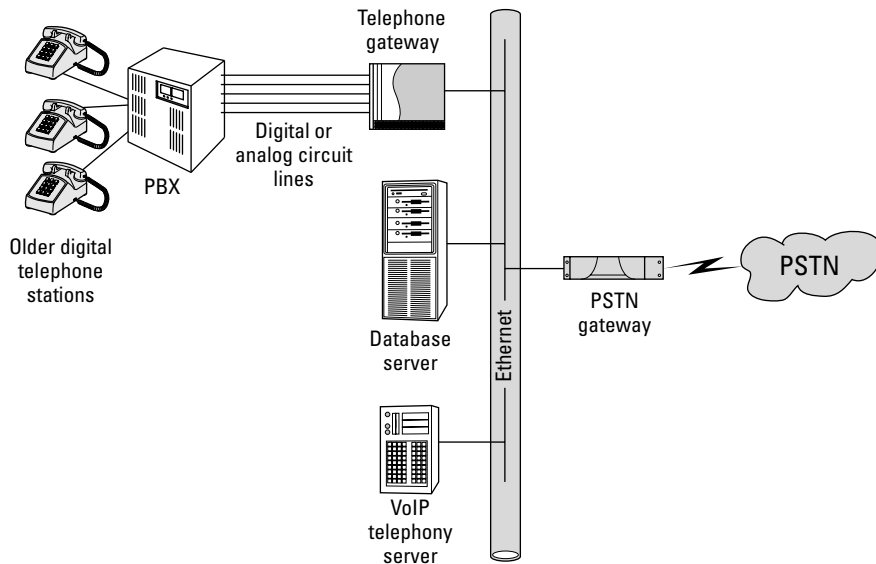 Telephone
gateway
Digital or
analog circuit
lines
PBX
Older digital
telephone
stations
Database
server
Ethernet
PSTN
gateway
PSTN
VoIP
telephony
server